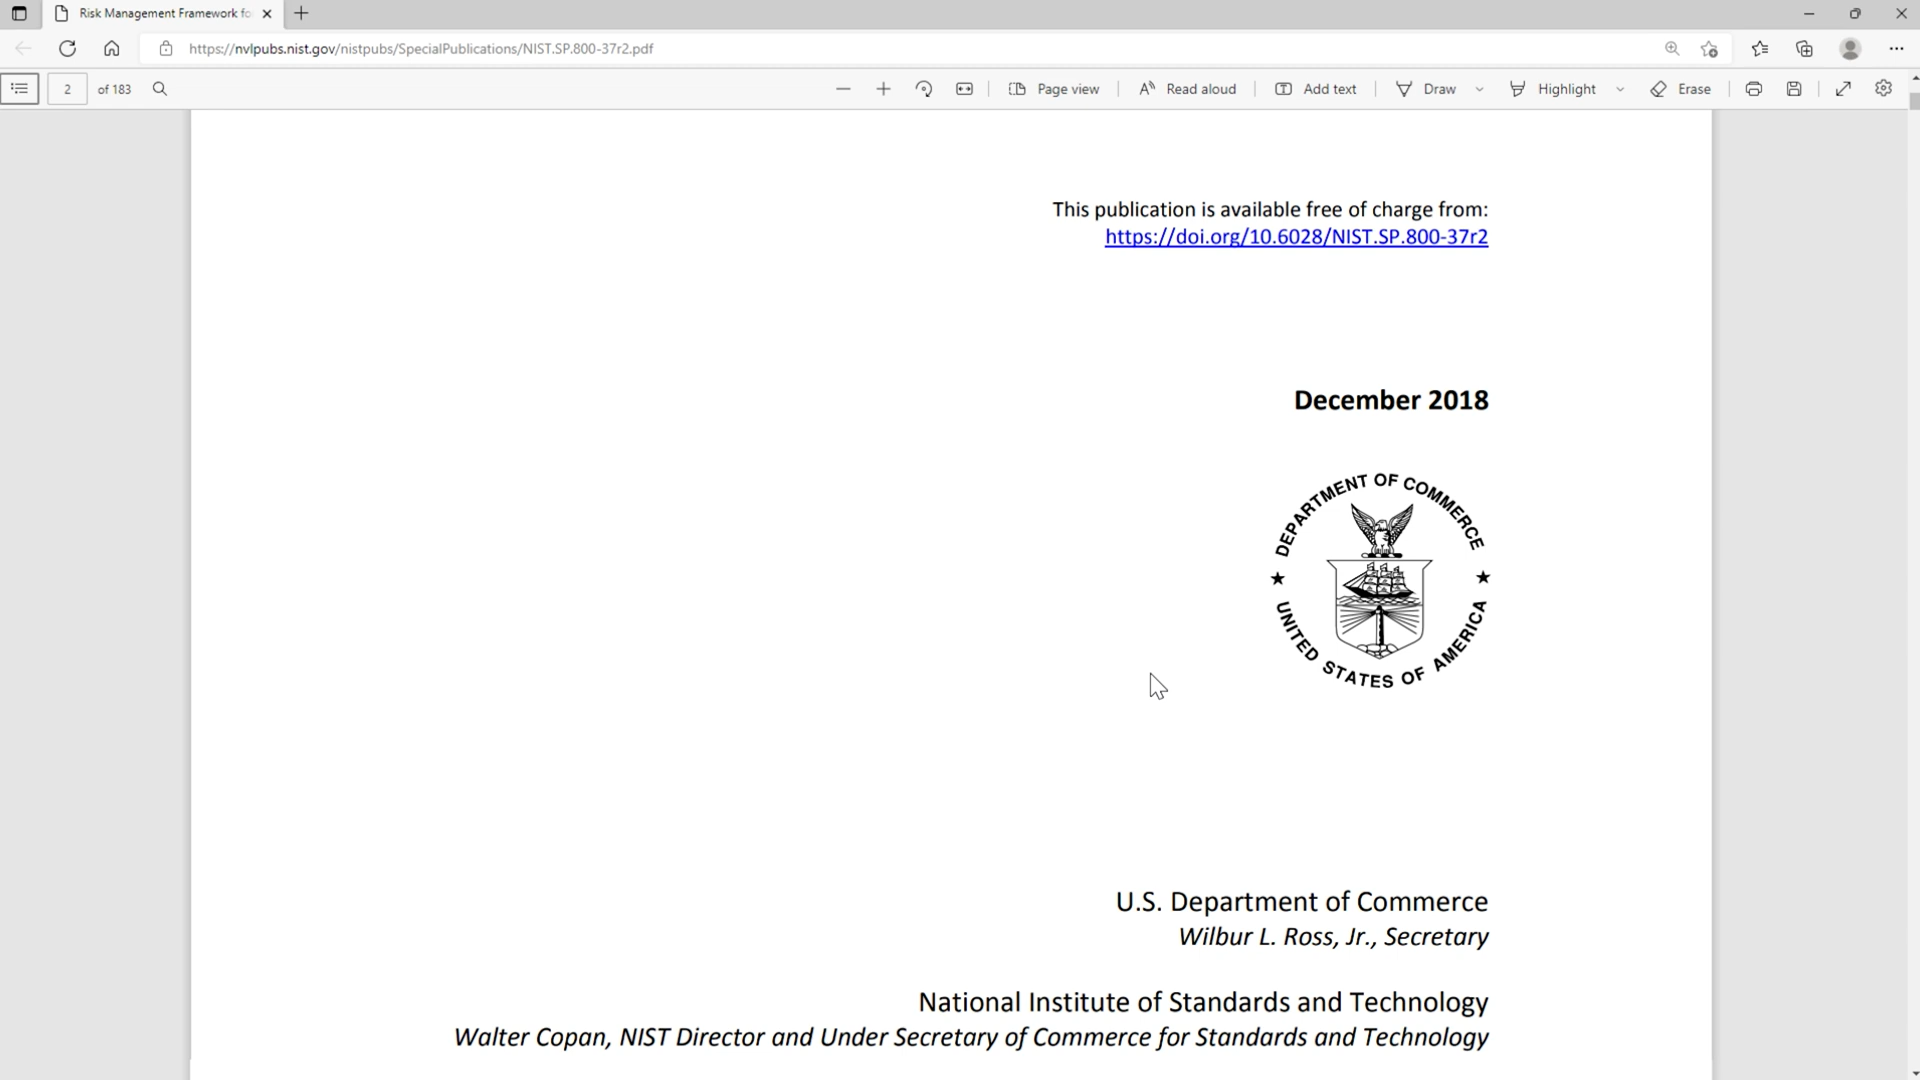 Risk Management Framework fo
https://nvlpubs.nist.gov/nistpubs/SpecialPublications/NIST.SP.800-37r2.pdf
2 of 183
Page view
Read aloud
Add text
Draw
Highlight
Erase
This publication is available free of charge from:
https://doi.org/10.6028/NIST.SP.800-37r2
December 2018
DEPARTMENT OF COMMERCE
UNITED STATES OF AMERICA
U.S. Department of Commerce
Wilbur L. Ross, Jr., Secretary
National Institute of Standards and Technology
Walter Copan, NIST Director and Under Secretary of Commerce for Standards and Technology